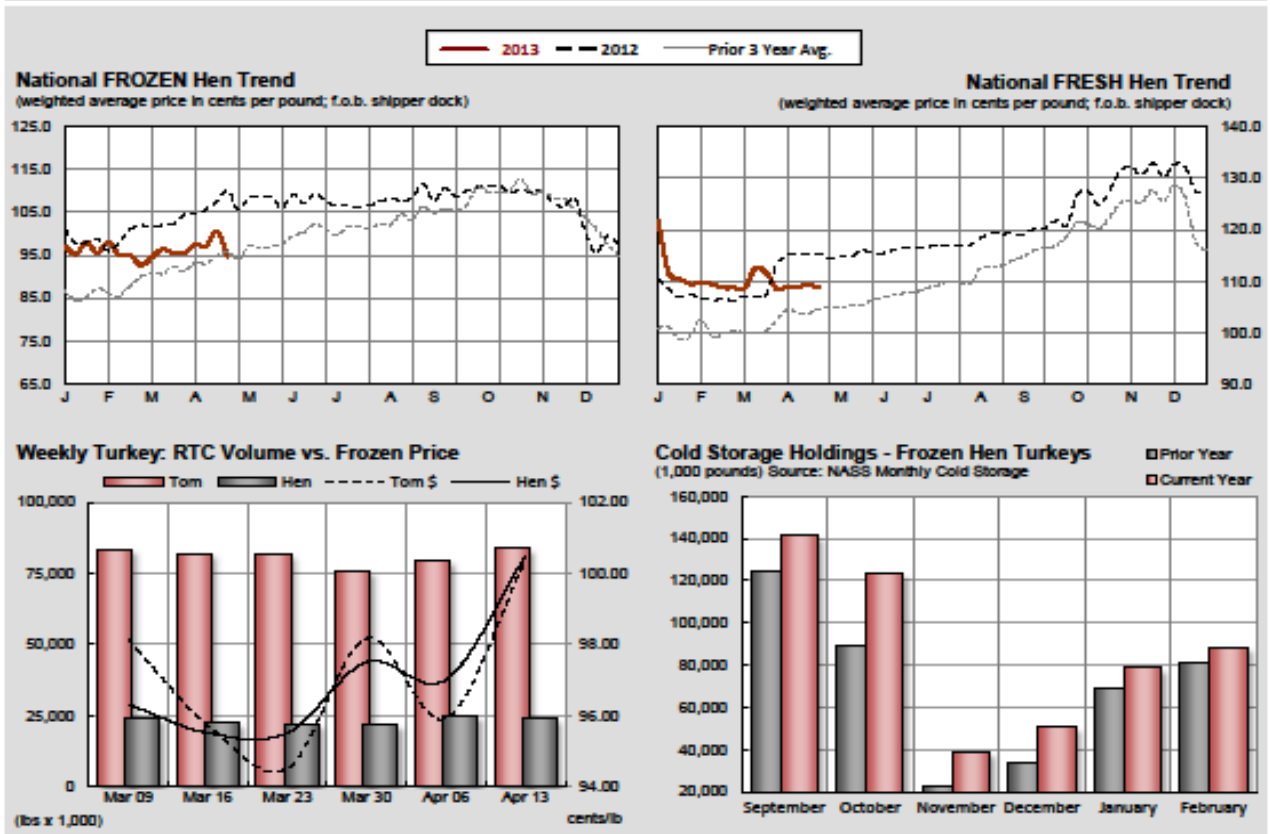 2013 2012 Prior 3 Year Avg.
National FROZEN Hen Trend
(weighted average price in cents per pound; f.o.b. shipper dock)
125.0
115.0
105.0
95.0
85.0
75.0
65.0
J F M A M J J A S O N D
National FRESH Hen Trend
(weighted average price in cents per pound; f.o.b. shipper dock)
140.0
130.0
120.0
110.0
100.0
90.0
J F M A M J J A S O N D
Weekly Turkey: RTC Volume vs. Frozen Price
Tom Hen Tom $ Hen $
100,000
75,000
50,000
25,000
0
102.00
100.00
98.00
96.00
94.00
Mar 09 Mar 16 Mar 23 Mar 30 Apr 06 Apr 13
(lbs x 1,000) cents/lb
Cold Storage Holdings - Frozen Hen Turkeys
(1,000 pounds) Source: NASS Monthly Cold Storage
Prior Year
Current Year
160,000
140,000
120,000
100,000
80,000
60,000
40,000
20,000
September October November December January February